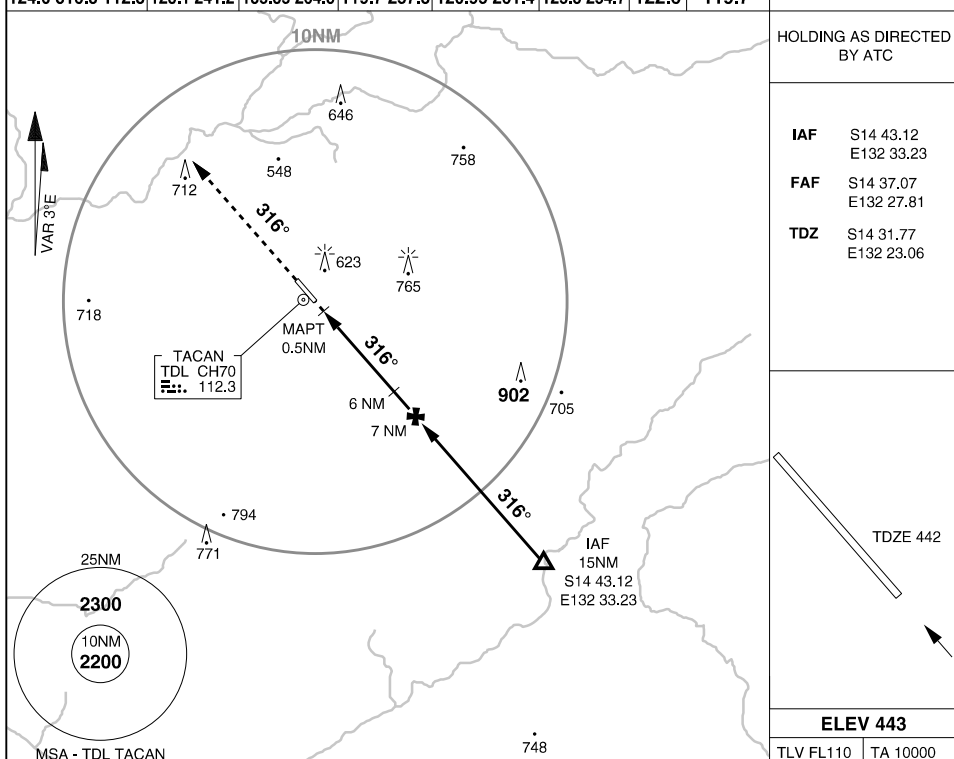 10NM
646
548
758
712
316°
VAR 3°E
623
765
718
MAPT
0.5NM
316°
TACAN
TDL CH70
112.3
6 NM
7 NM
902
705
316°
794
771
IAF
15NM
S14 43.12
E132 33.23
25NM
2300
10NM
2200
MSA - TDL TACAN
748
HOLDING AS DIRECTED
BY ATC
IAF S14 43.12
E132 33.23
FAF S14 37.07
E132 27.81
TDZ S14 31.77
E132 23.06
TDZE 442
ELEV 443
TLV FL110 TA 10000